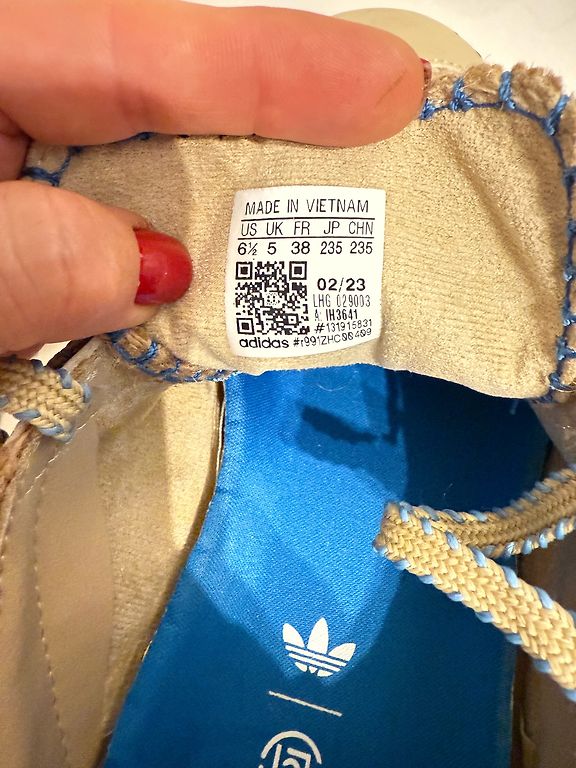 MADE IN VIETNAM
US UK FR JP CHN
6½ 5 38 235 235
02/23
LHG 029003
A: IH3641
#131915831
adidas #r991ZHC00409